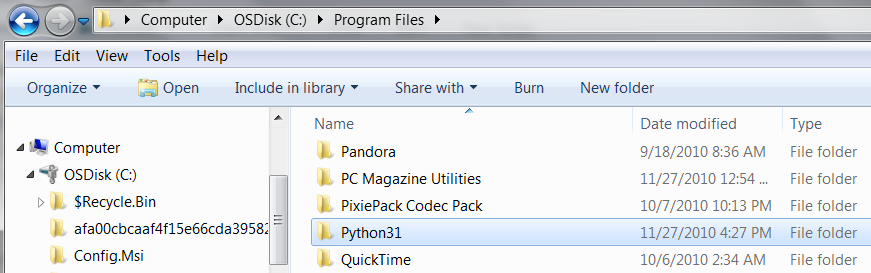 Computer OSDisk (C:) Program Files
File Edit View Tools Help
Organize Open Include in library Share with Burn New folder
Name Date modified Type
Computer
OSDisk (C:)
$Recycle.Bin
afa00cbcaaf4f15e66cda39582
Config.Msi
Pandora 9/18/2010 8:36 AM File folder
PC Magazine Utilities 11/27/2010 12:54 ... File folder
PixiePack Codec Pack 10/7/2010 10:13 PM File folder
Python31 11/27/2010 4:27 PM File folder
QuickTime 10/6/2010 2:34 AM File folder